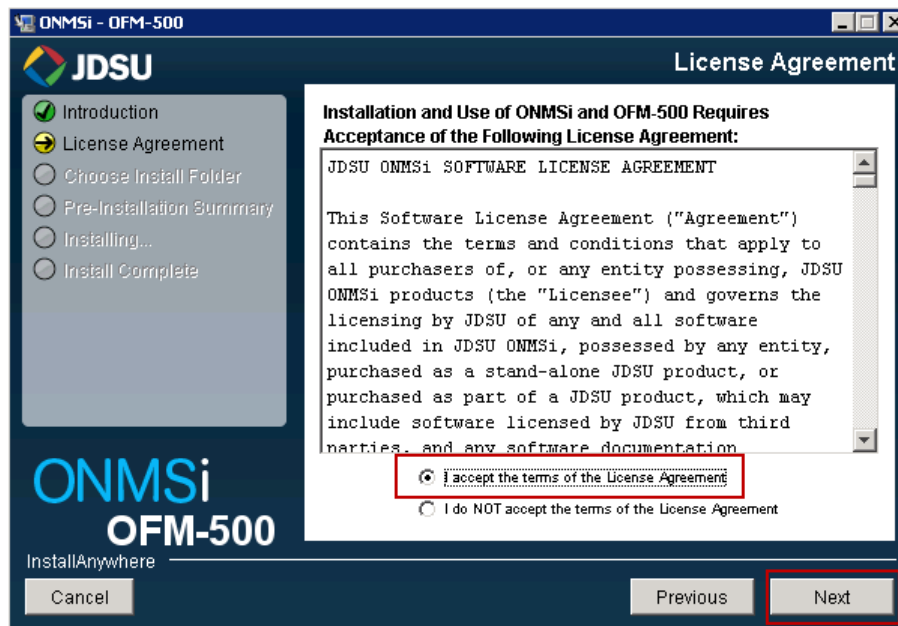 ONMSi - OFM-500
JDSU
License Agreement
Introduction
License Agreement
Choose Install Folder
Pre-Installation Summary
Installing...
Install Complete
Installation and Use of ONMSi and OFM-500 Requires
Acceptance of the Following License Agreement:
JDSU ONMSi SOFTWARE LICENSE AGREEMENT
This Software License Agreement ("Agreement")
contains the terms and conditions that apply to
all purchasers of, or any entity possessing, JDSU
ONMSi products (the "Licensee") and governs the
licensing by JDSU of any and all software
included in JDSU ONMSi, possessed by any entity,
purchased as a stand-alone JDSU product, or
purchased as part of a JDSU product, which may
include software licensed by JDSU from third
parties, and any software documentation
I accept the terms of the License Agreement
I do NOT accept the terms of the License Agreement
ONMSi
OFM-500
InstallAnywhere
Cancel
Previous
Next